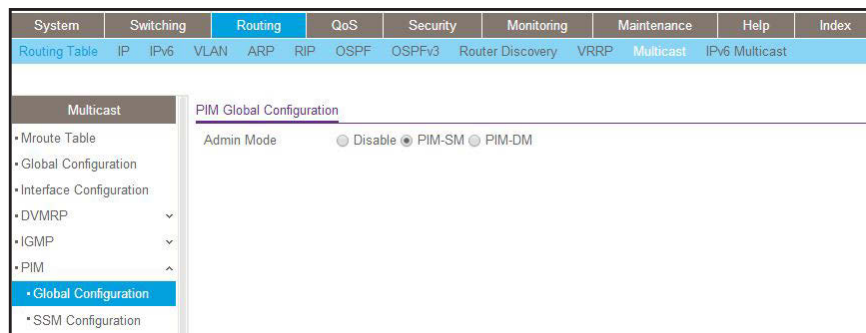 System Switching Routing QoS Security Monitoring Maintenance Help Index
Routing Table IP IPv6 VLAN ARP RIP OSPF OSPFv3 Router Discovery VRRP Multicast IPv6 Multicast
Multicast
PIM Global Configuration
Mroute Table
Admin Mode Disable PIM-SM PIM-DM
Global Configuration
Interface Configuration
DVMRP
IGMP
PIM
Global Configuration
SSM Configuration